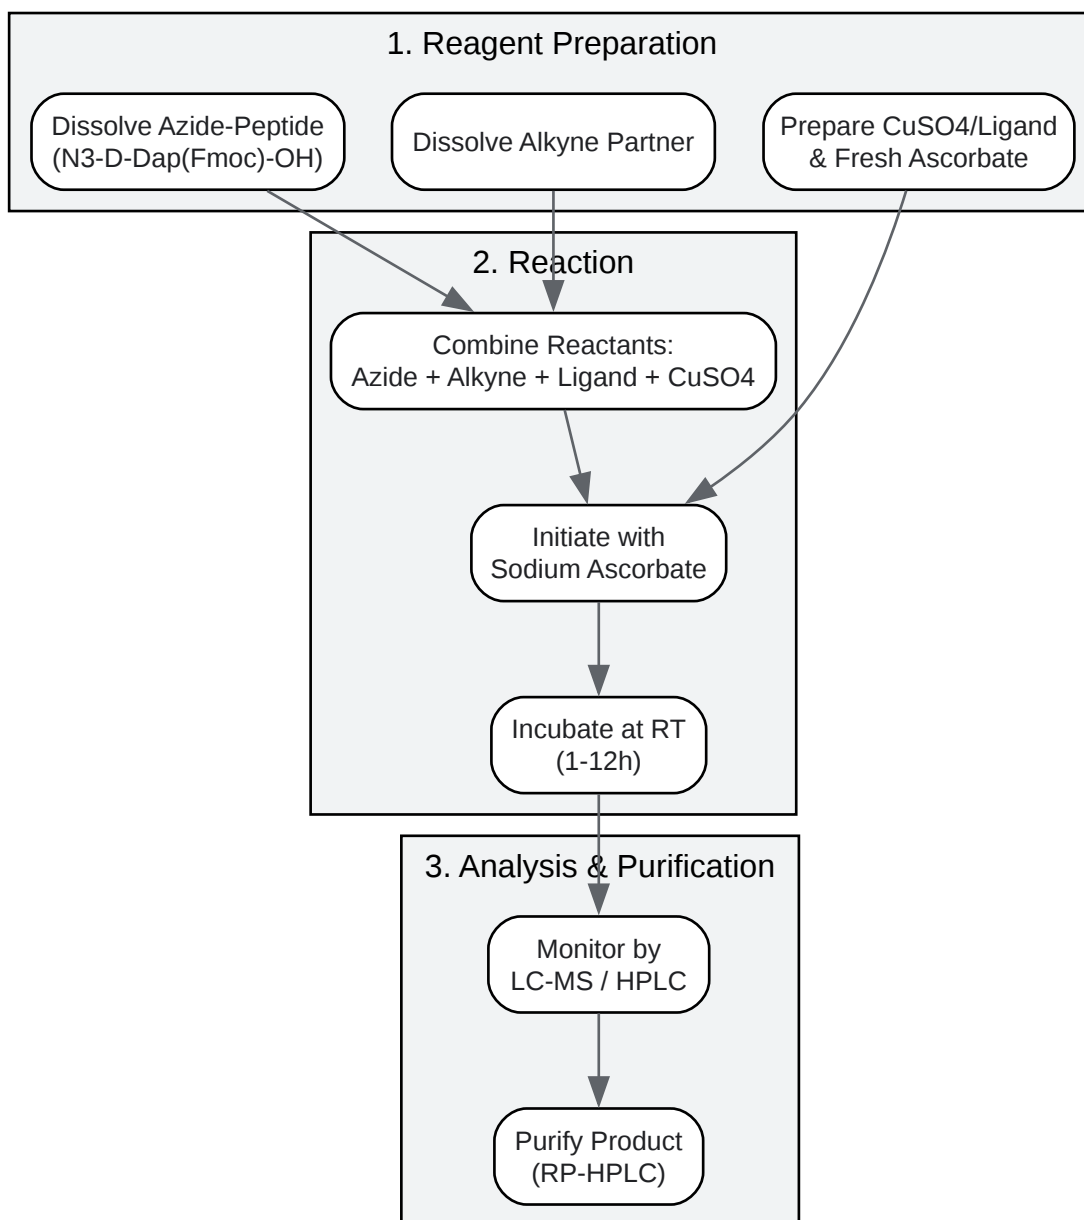 1. Reagent Preparation
Dissolve Azide-Peptide
(N3-D-Dap(Fmoc)-OH)
Dissolve Alkyne Partner
Prepare CuSO4/Ligand
& Fresh Ascorbate
2. Reaction
Combine Reactants:
Azide + Alkyne + Ligand + CuSO4
Initiate with
Sodium Ascorbate
Incubate at RT
(1-12h)
3. Analysis & Purification
Monitor by
LC-MS / HPLC
Purify Product
(RP-HPLC)